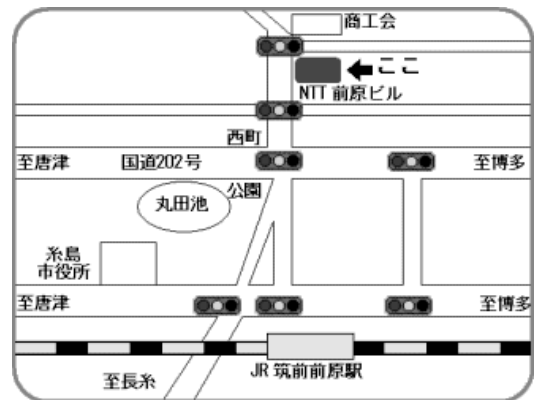 商工会
ここ
NTT 前原ビル
西町
至唐津
国道202号
至博多
公園
丸田池
糸島
市役所
至唐津
至博多
JR 筑前前原駅
至長糸